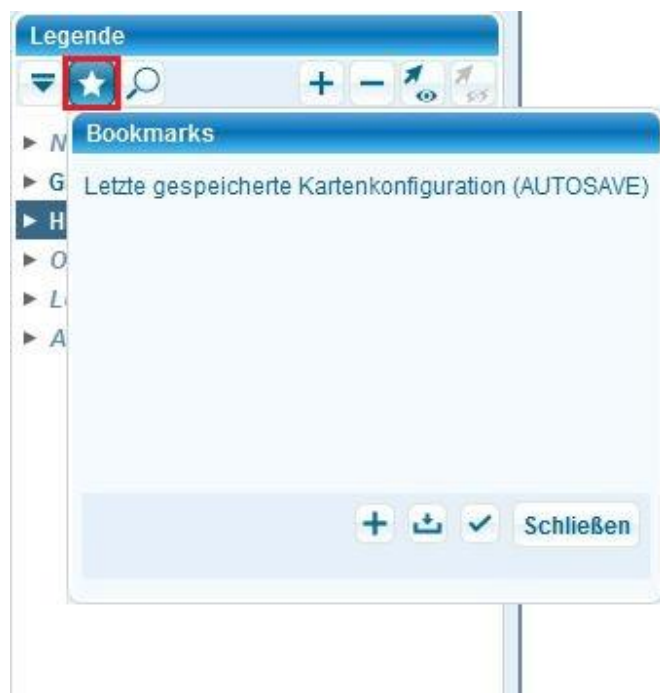 Legende
Bookmarks
N
G
Letzte gespeicherte Kartenkonfiguration (AUTOSAVE)
H
O
L
A
Schließen